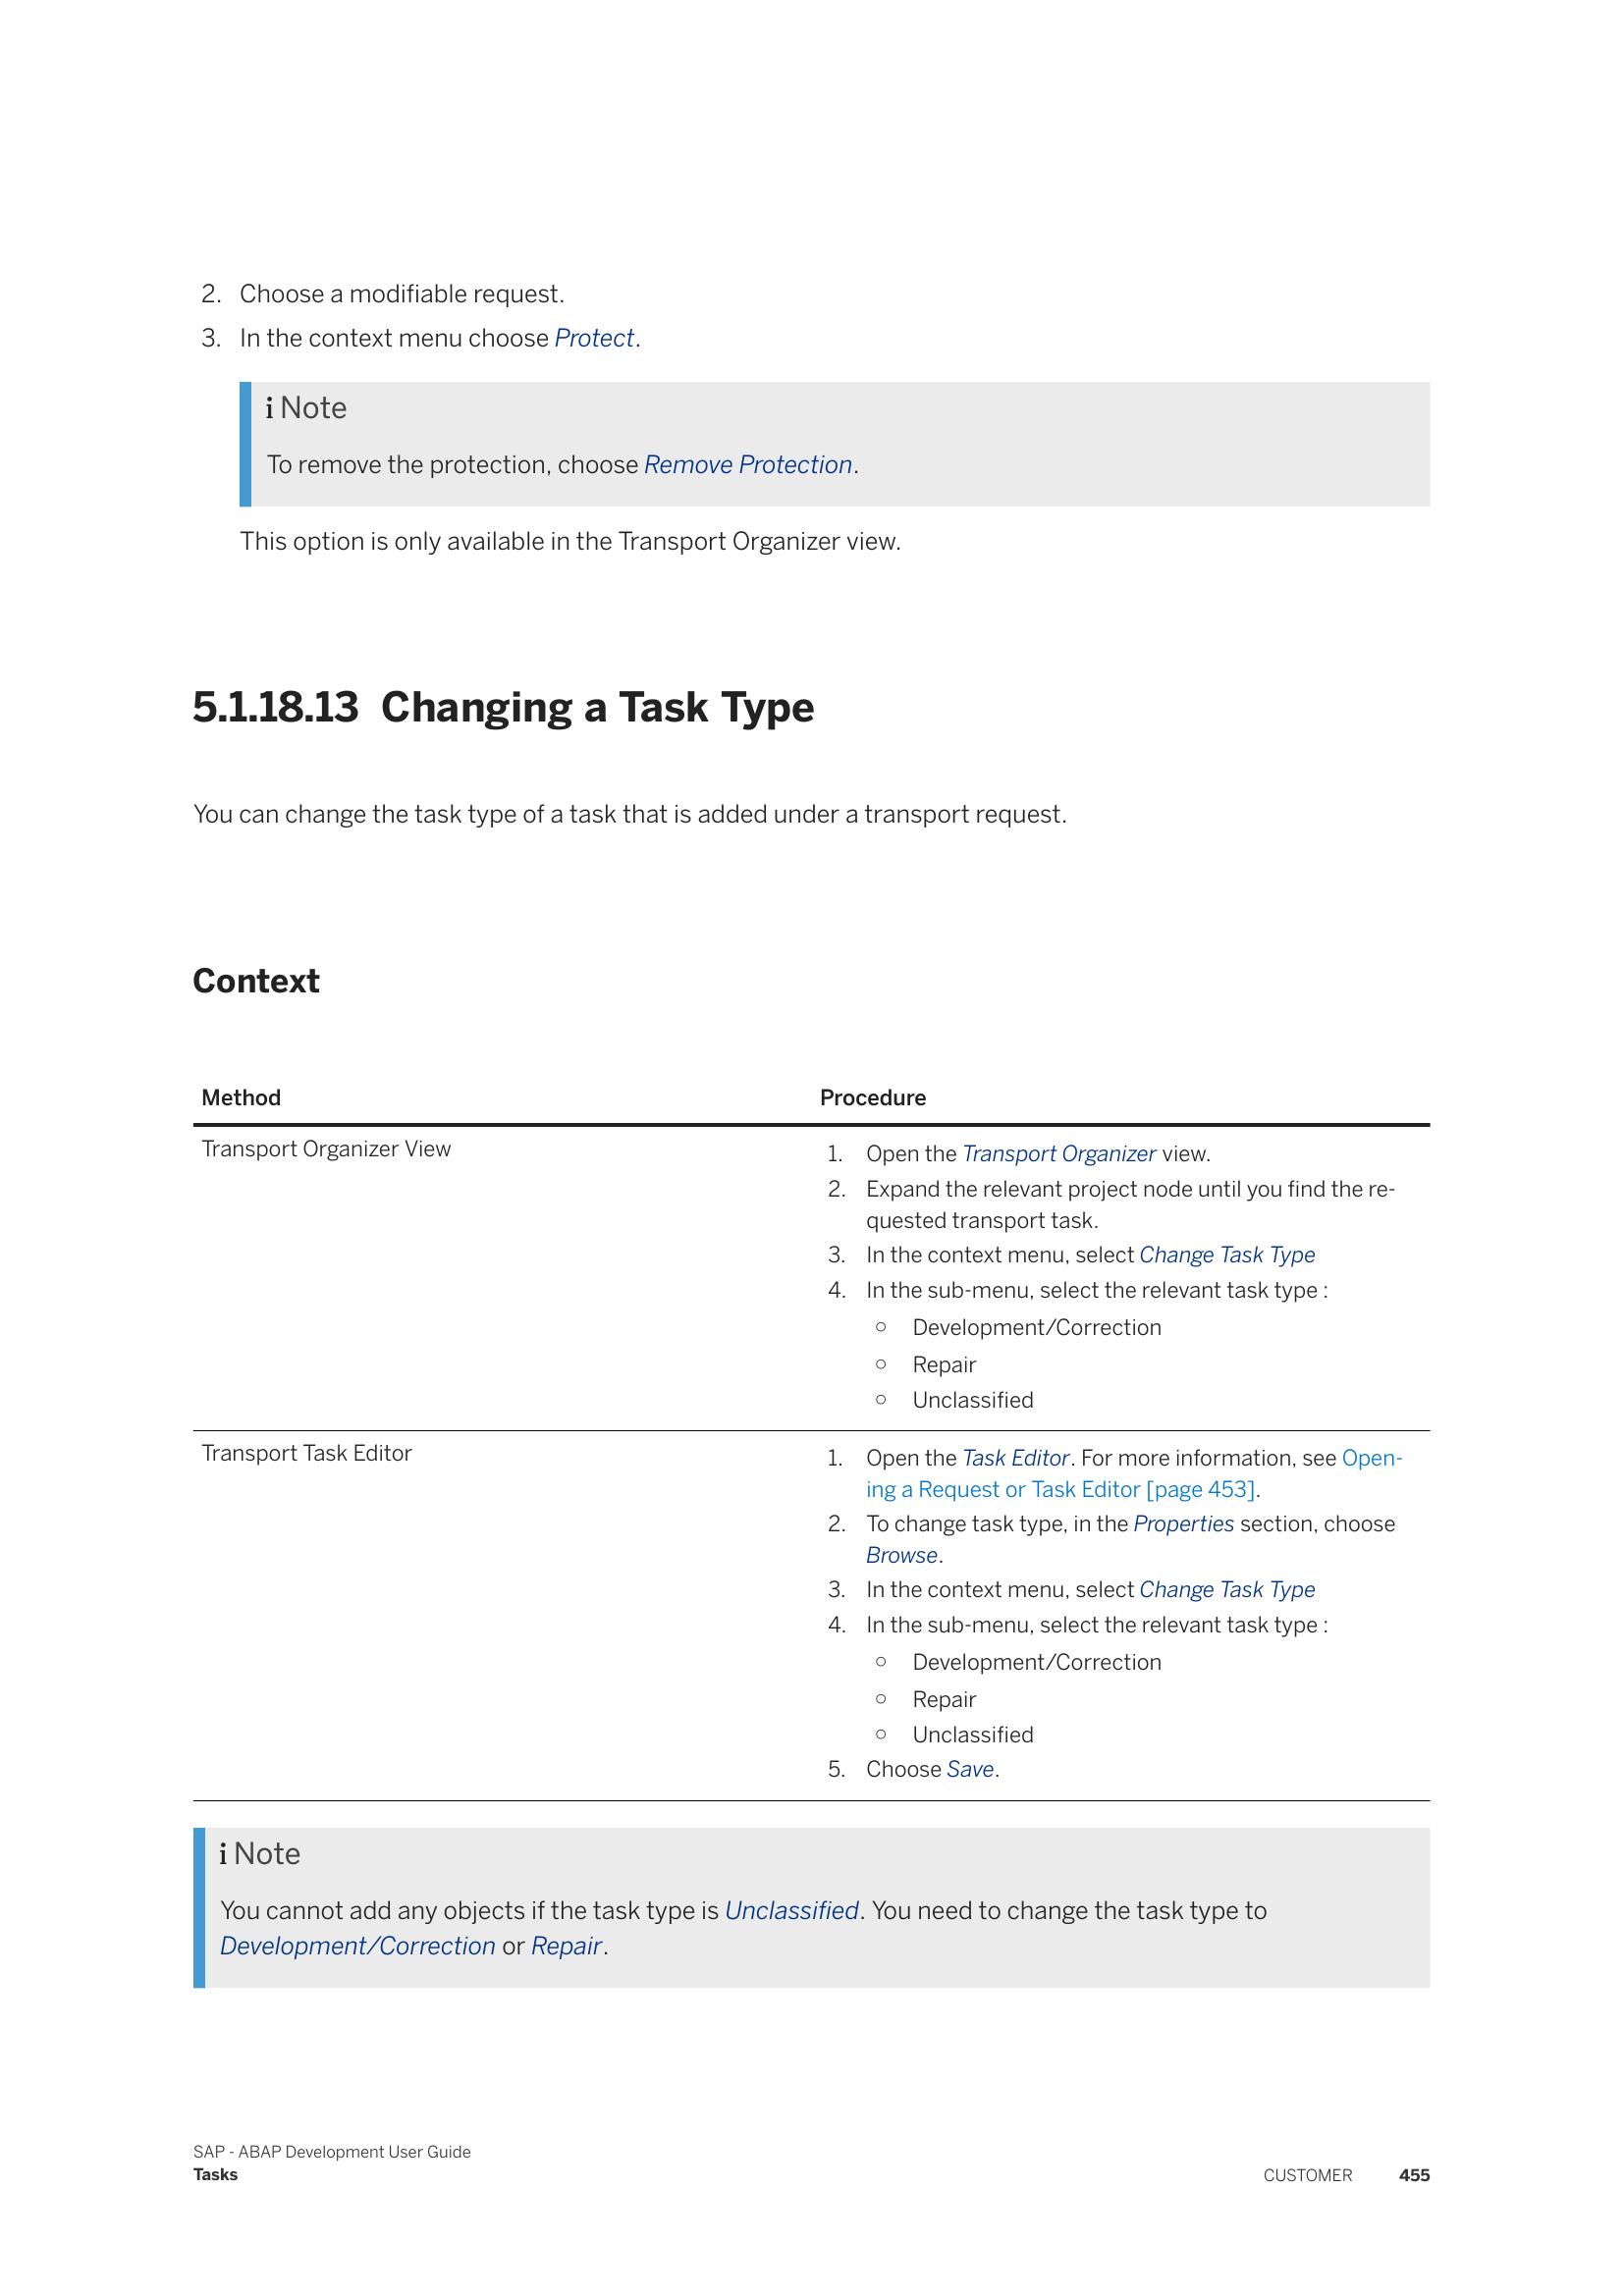 2. Choose a modifiable request.
3. In the context menu choose Protect.
i Note
To remove the protection, choose Remove Protection.
This option is only available in the Transport Organizer view.
5.1.18.13 Changing a Task Type
You can change the task type of a task that is added under a transport request.
Context
Method Procedure
Transport Organizer View
1. Open the Transport Organizer view.
2. Expand the relevant project node until you find the re-
quested transport task.
3. In the context menu, select Change Task Type
4. In the sub-menu, select the relevant task type :
○ Development/Correction
○ Repair
○ Unclassified
Transport Task Editor
1. Open the Task Editor. For more information, see Open-
ing a Request or Task Editor [page 453].
2. To change task type, in the Properties section, choose
Browse.
3. In the context menu, select Change Task Type
4. In the sub-menu, select the relevant task type :
○ Development/Correction
○ Repair
○ Unclassified
5. Choose Save.
i Note
You cannot add any objects if the task type is Unclassified. You need to change the task type to
Development/Correction or Repair.
SAP - ABAP Development User Guide
Tasks CUSTOMER 455